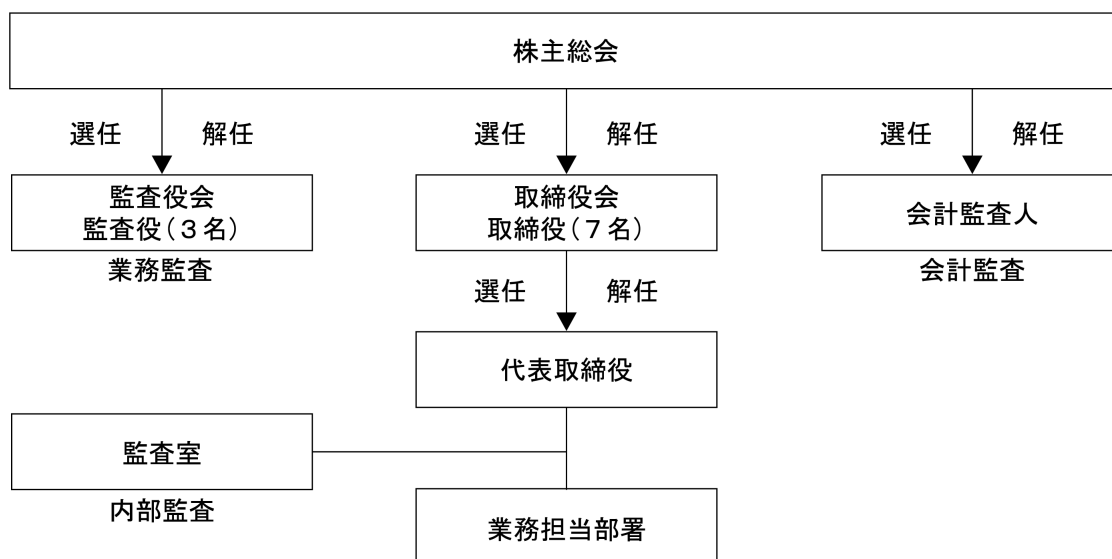 株主総会
選任 解任
選任 解任
選任 解任
監査役会
監査役(3名)
業務監査
取締役会
取締役(7名)
会計監査人
会計監査
選任 解任
代表取締役
監査室
内部監査
業務担当部署